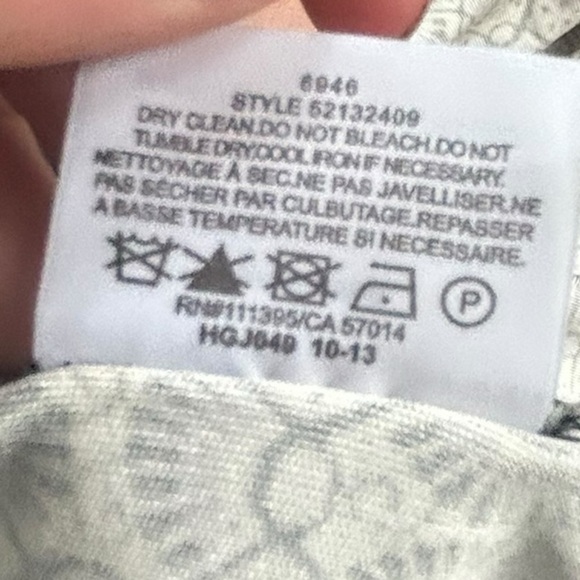 6946
STYLE 52132409
DRY CLEAN.DO NOT BLEACH.DO NOT
TUMBLE DRY.COOL IRON IF NECESSARY.
NETTOYAGE À SEC.NE PAS JAVELLISER.NE
PAS SÉCHER PAR CULBUTAGE.REPASSER
A BASSE TEMPERATURE SI NECESSAIRE.
P
RN#111395/CA 57014
HGJ049 10-13